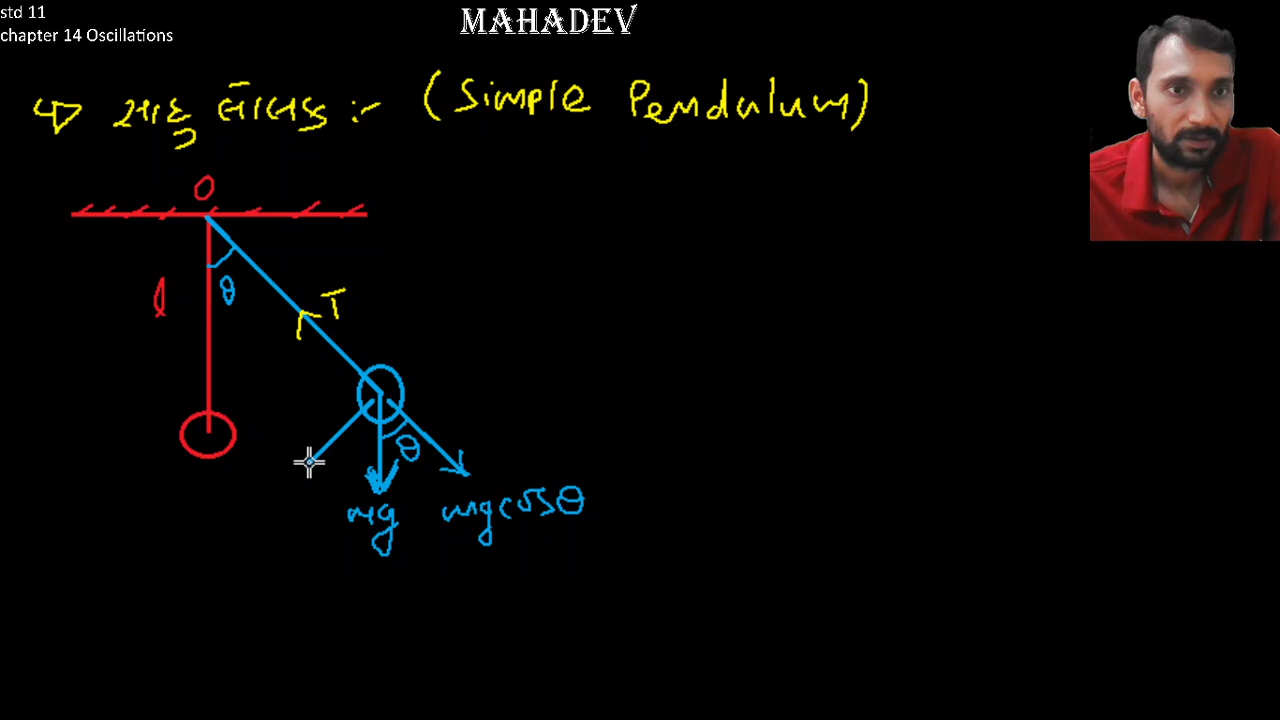 std 11
chapter 14 Oscillations
MAHADEV
સાદુ લોલક :- (Simple Pendulum)
O
l
θ
T
θ
mg
mgcosθ